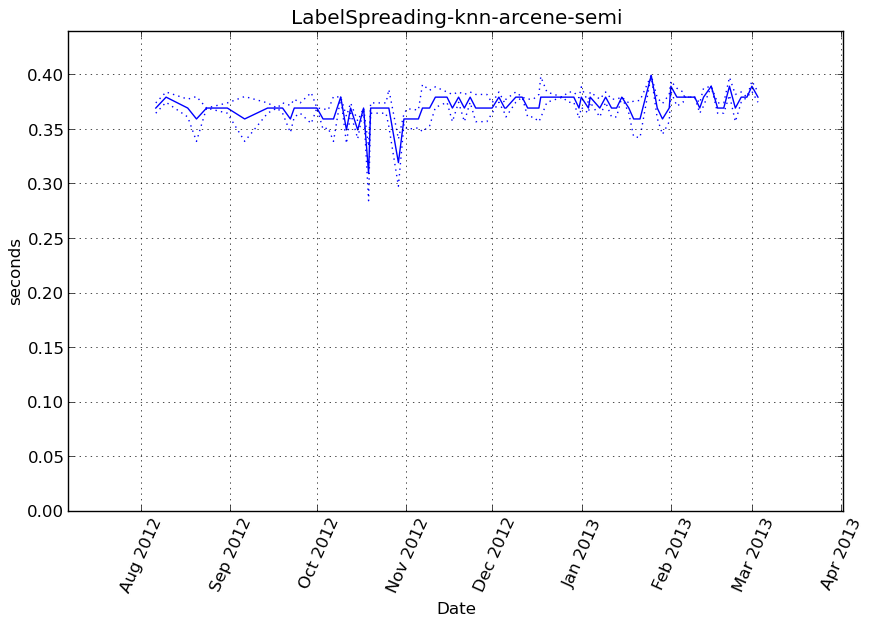 LabelSpreading-knn-arcene-semi
0.40
0.35
0.30
0.25
0.20
0.15
0.10
0.05
0.00
seconds
Aug 2012
Sep 2012
Oct 2012
Nov 2012
Dec 2012
Jan 2013
Feb 2013
Mar 2013
Apr 2013
Date